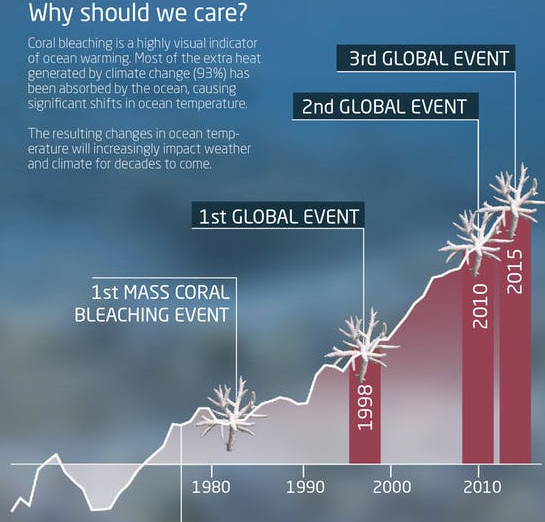 Why should we care?
Coral bleaching is a highly visual indicator
of ocean warming. Most of the extra heat
generated by climate change (93%) has
been absorbed by the ocean, causing
significant shifts in ocean temperature.
The resulting changes in ocean temp-
erature will increasingly impact weather
and climate for decades to come.
3rd GLOBAL EVENT
2nd GLOBAL EVENT
1st GLOBAL EVENT
1st MASS CORAL
BLEACHING EVENT
1998
2010
2015
1980
1990
2000
2010